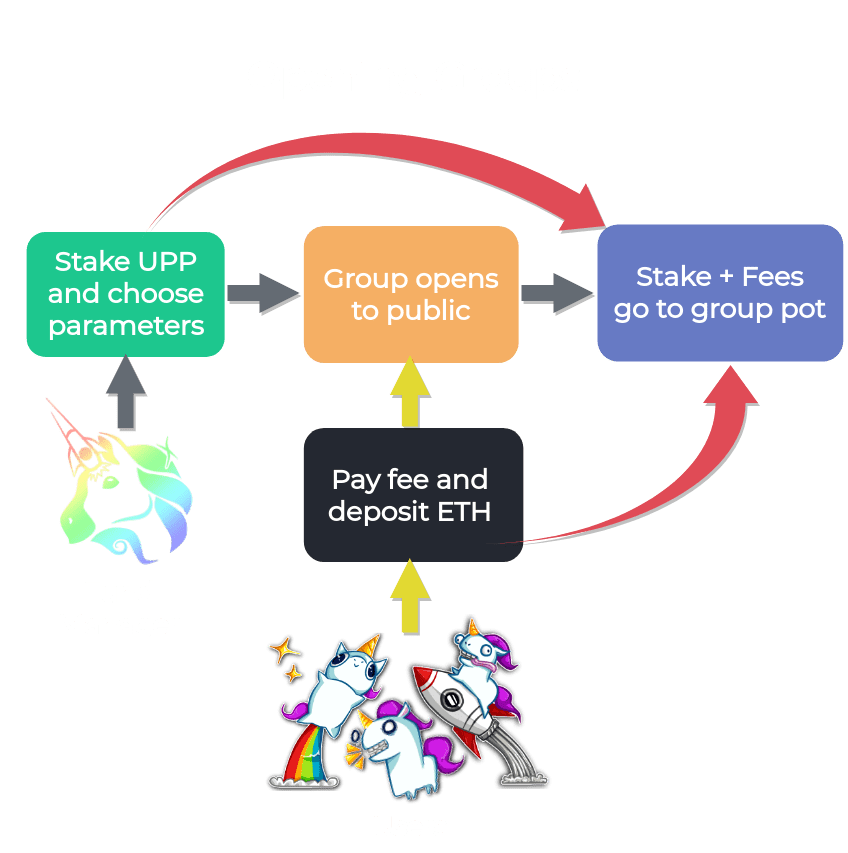 Stake UPP
and choose
parameters
Group opens
to public
Stake + Fees
go to group pot
Pay fee and
deposit ETH